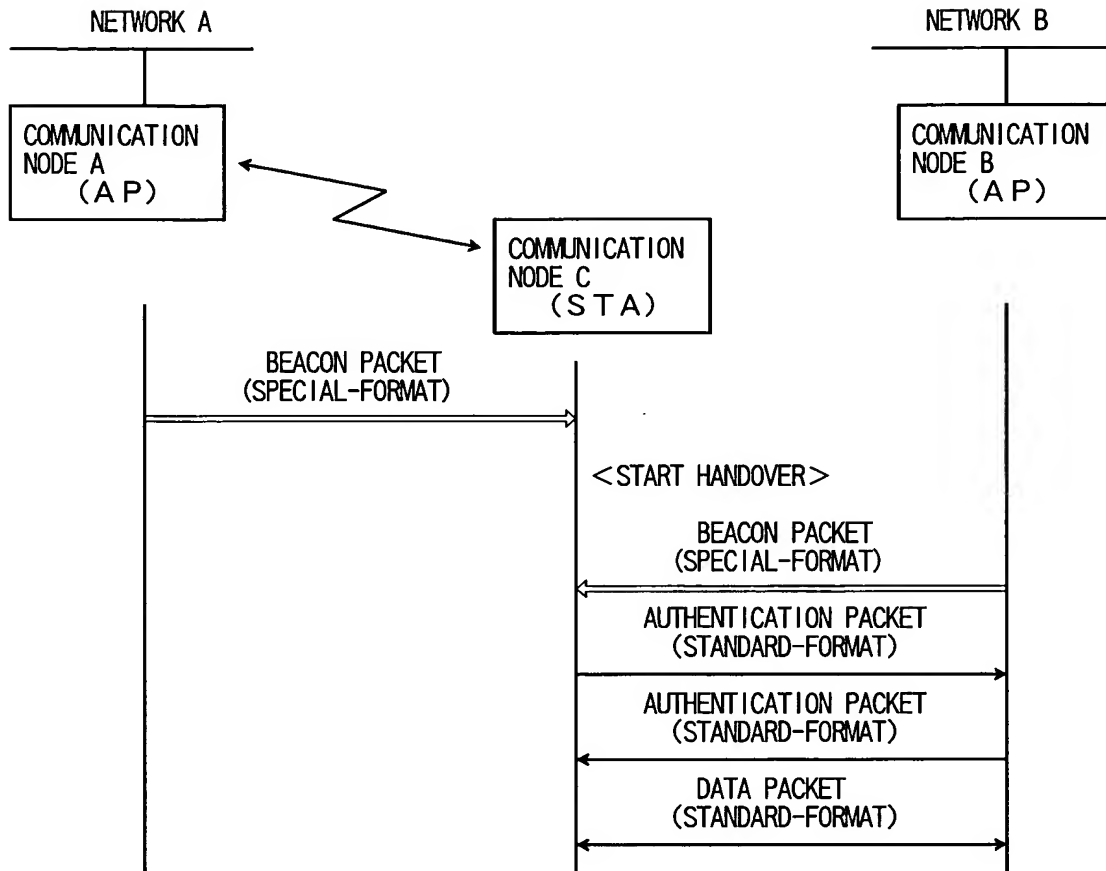 NETWORK A
NETWORK B
COMMUNICATION
NODE A
(AP)
COMMUNICATION
NODE B
(AP)
COMMUNICATION
NODE C
(STA)
BEACON PACKET
(SPECIAL-FORMAT)
<START HANDOVER>
BEACON PACKET
(SPECIAL-FORMAT)
AUTHENTICATION PACKET
(STANDARD-FORMAT)
AUTHENTICATION PACKET
(STANDARD-FORMAT)
DATA PACKET
(STANDARD-FORMAT)